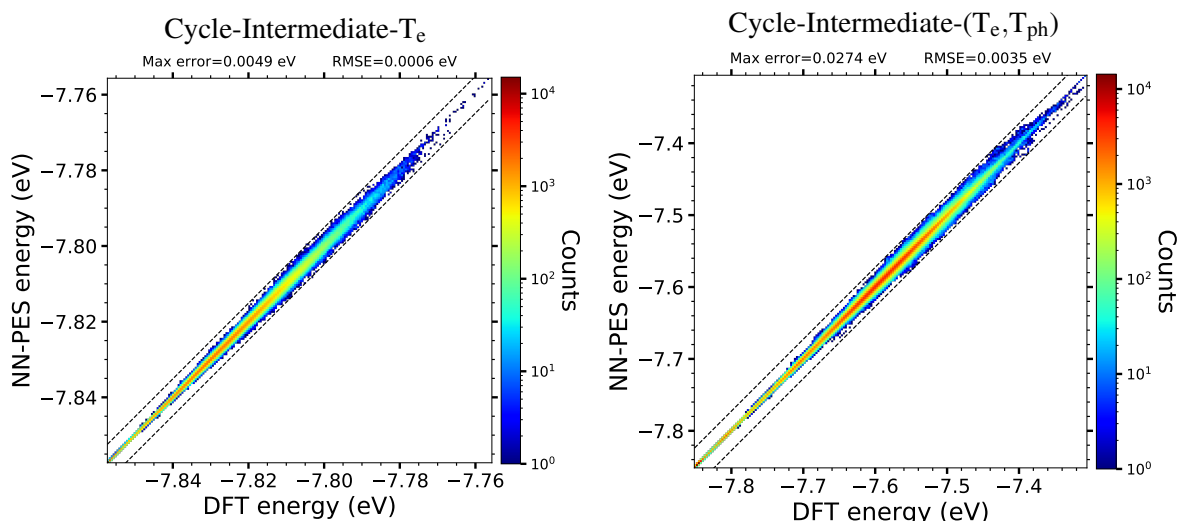 Cycle-Intermediate-Te
Max error=0.0049 eV RMSE=0.0006 eV
NN-PES energy (eV)
−7.76
−7.78
−7.80
−7.82
−7.84
−7.84 −7.82 −7.80 −7.78 −7.76
DFT energy (eV)
10⁴
10³
10²
10¹
10⁰
Counts
Cycle-Intermediate-(Te,Tph)
Max error=0.0274 eV RMSE=0.0035 eV
NN-PES energy (eV)
−7.4
−7.5
−7.6
−7.7
−7.8
−7.8 −7.7 −7.6 −7.5 −7.4
DFT energy (eV)
10⁴
10³
10²
10¹
10⁰
Counts